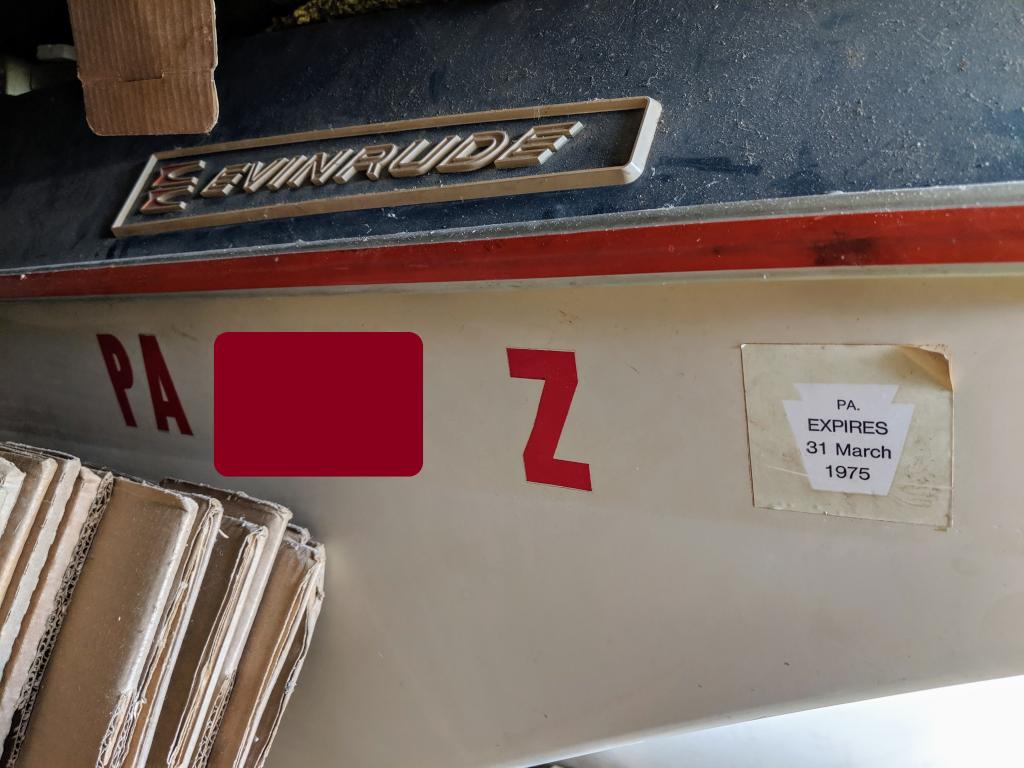 EVINRUDE
PA Z
PA.
EXPIRES
31 March
1975